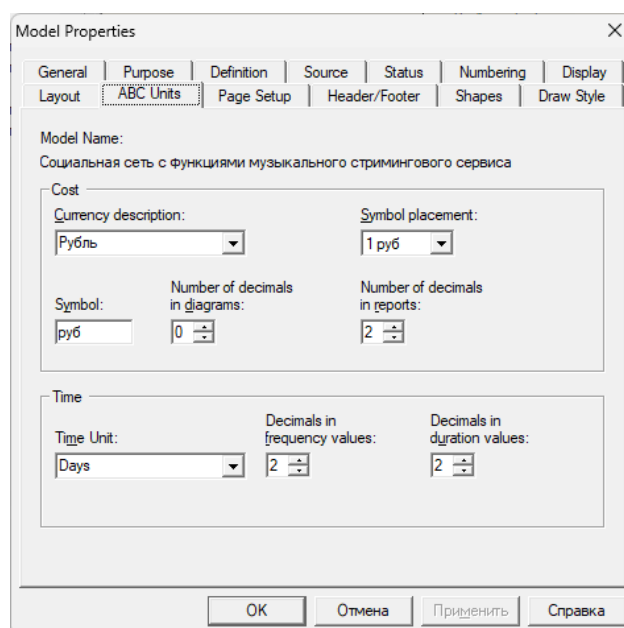 Model Properties
General Purpose Definition Source Status Numbering Display
Layout ABC Units Page Setup Header/Footer Shapes Draw Style
Model Name:
Социальная сеть с функциями музыкального стримингового сервиса
Cost
Currency description: Symbol placement:
Рубль 1 руб
Number of decimals Number of decimals
Symbol: in diagrams: in reports:
руб 0 2
Time
Decimals in Decimals in
Time Unit: frequency values: duration values:
Days 2 2
OK Отмена Применить Справка